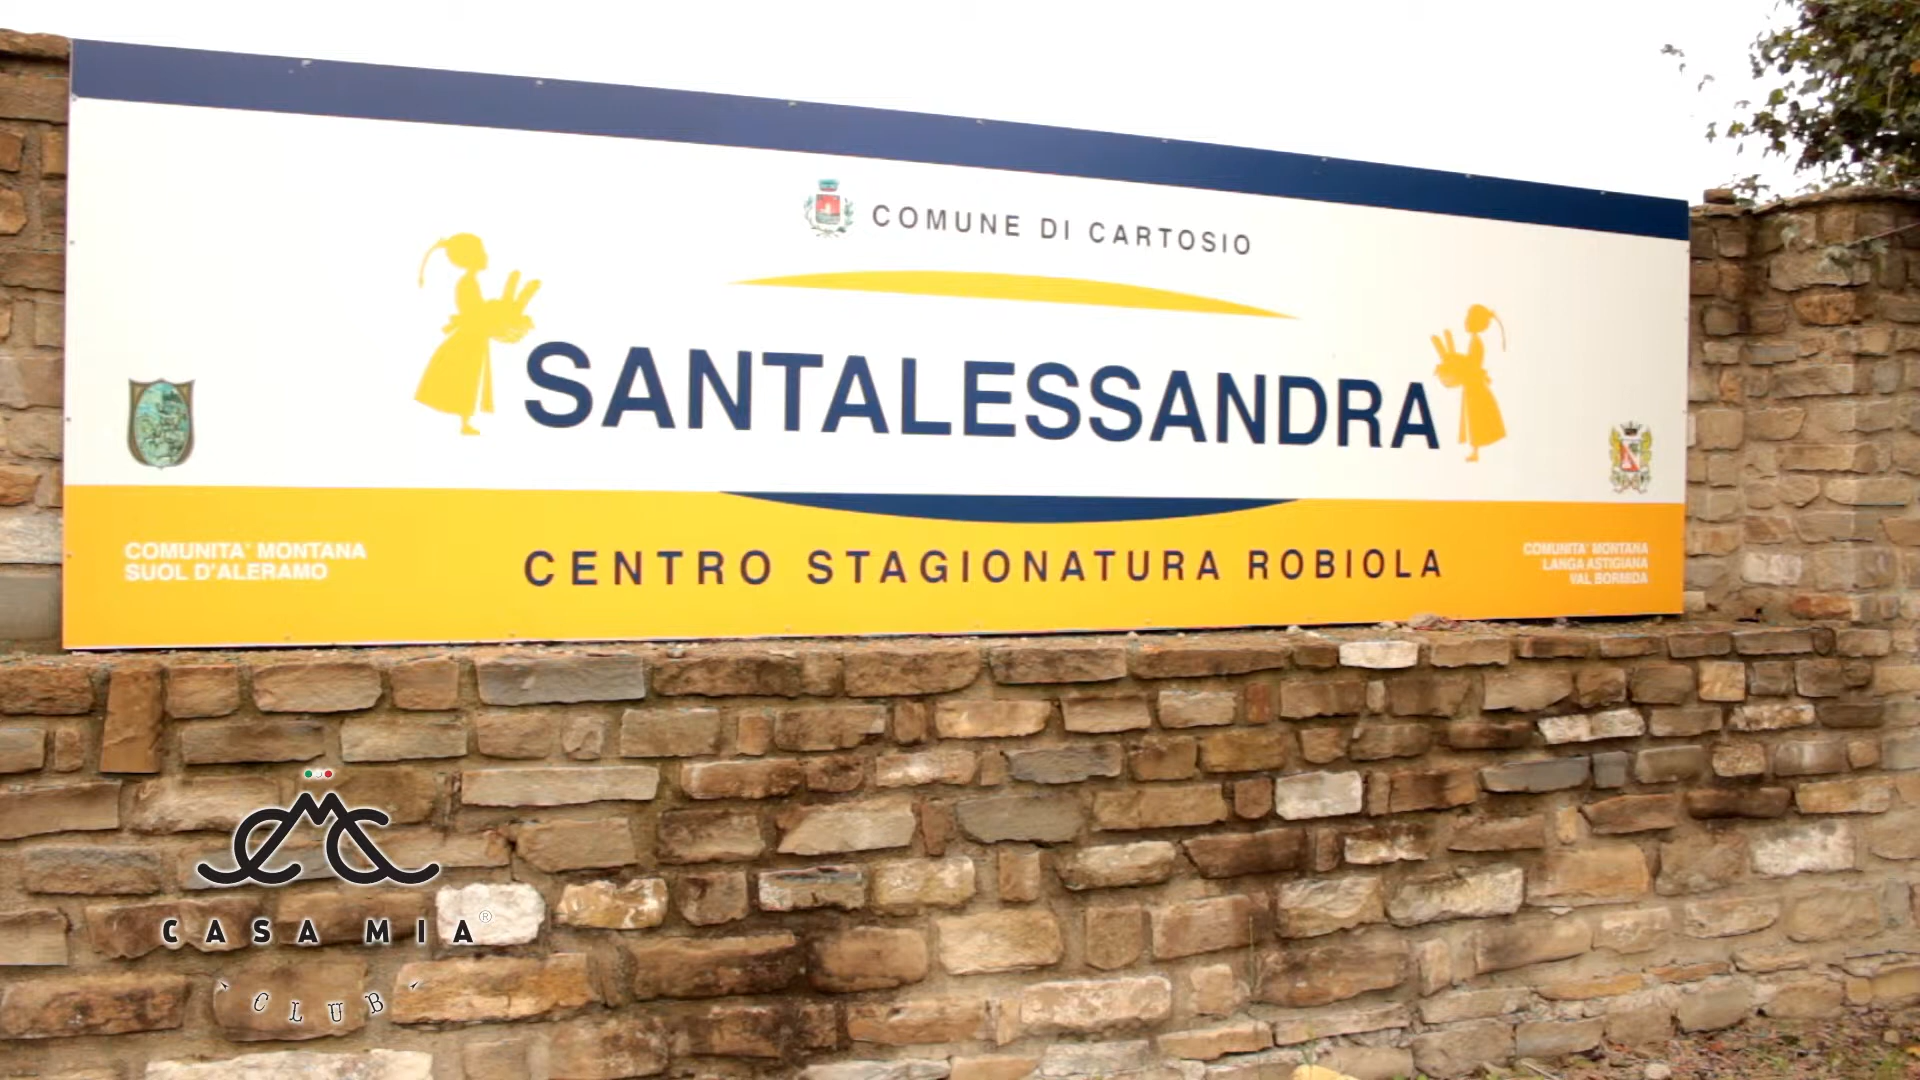 COMUNE DI CARTOSIO
SANTALESSANDRA
COMUNITA' MONTANA
SUOL D'ALERAMO
CENTRO STAGIONATURA ROBIOLA
COMUNITA' MONTANA
LANGA ASTIGIANA
VAL BORMIDA
CASA MIA®
CLUB